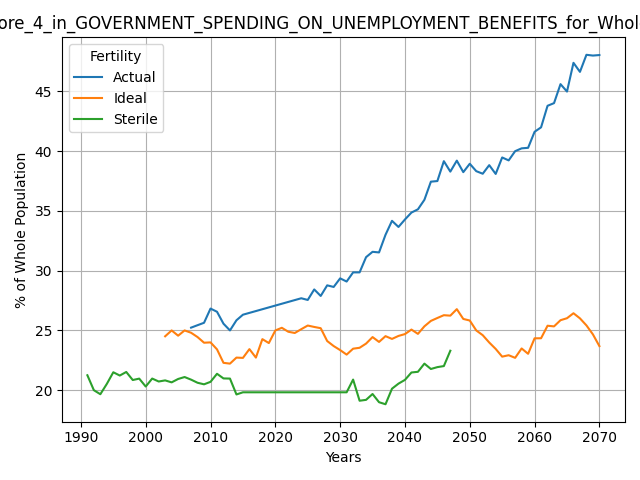 ore_4_in_GOVERNMENT_SPENDING_ON_UNEMPLOYMENT_BENEFITS_for_Whol
Fertility
Actual
Ideal
Sterile
% of Whole Population
45
40
35
30
25
20
1990 2000 2010 2020 2030 2040 2050 2060 2070
Years